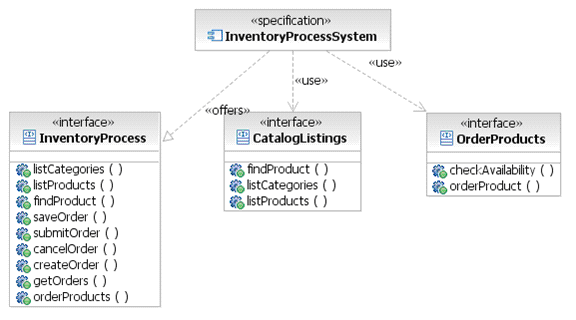 «specification»
InventoryProcessSystem
«use»
«use»
«offers»
«interface»
InventoryProcess
listCategories ( )
listProducts ( )
findProduct ( )
saveOrder ( )
submitOrder ( )
cancelOrder ( )
createOrder ( )
getOrders ( )
orderProducts ( )
«interface»
CatalogListings
findProduct ( )
listCategories ( )
listProducts ( )
«interface»
OrderProducts
checkAvailability ( )
orderProduct ( )